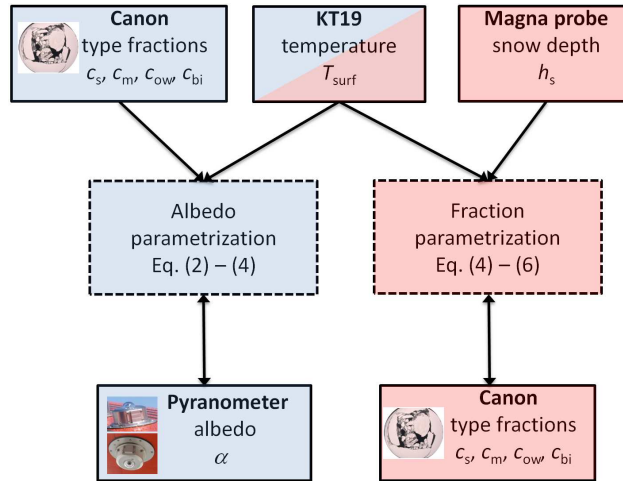 Canon
type fractions
cs, cm, cow, cbi
KT19
temperature
Tsurf
Magna probe
snow depth
hs
Albedo
parametrization
Eq. (2) – (4)
Fraction
parametrization
Eq. (4) – (6)
Pyranometer
albedo
α
Canon
type fractions
cs, cm, cow, cbi